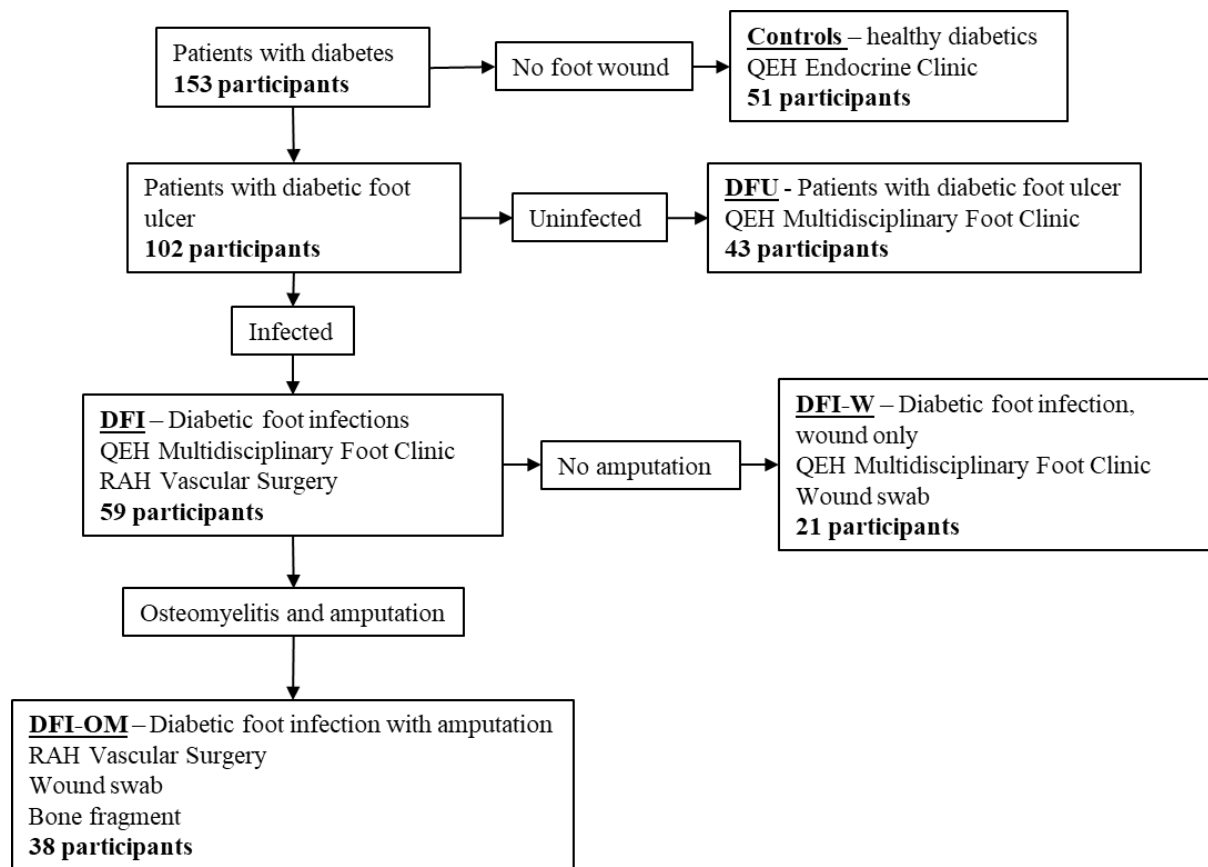 Patients with diabetes
153 participants
No foot wound
Controls – healthy diabetics
QEH Endocrine Clinic
51 participants
Patients with diabetic foot
ulcer
102 participants
Uninfected
DFU - Patients with diabetic foot ulcer
QEH Multidisciplinary Foot Clinic
43 participants
Infected
DFI – Diabetic foot infections
QEH Multidisciplinary Foot Clinic
RAH Vascular Surgery
59 participants
No amputation
DFI-W – Diabetic foot infection,
wound only
QEH Multidisciplinary Foot Clinic
Wound swab
21 participants
Osteomyelitis and amputation
DFI-OM – Diabetic foot infection with amputation
RAH Vascular Surgery
Wound swab
Bone fragment
38 participants